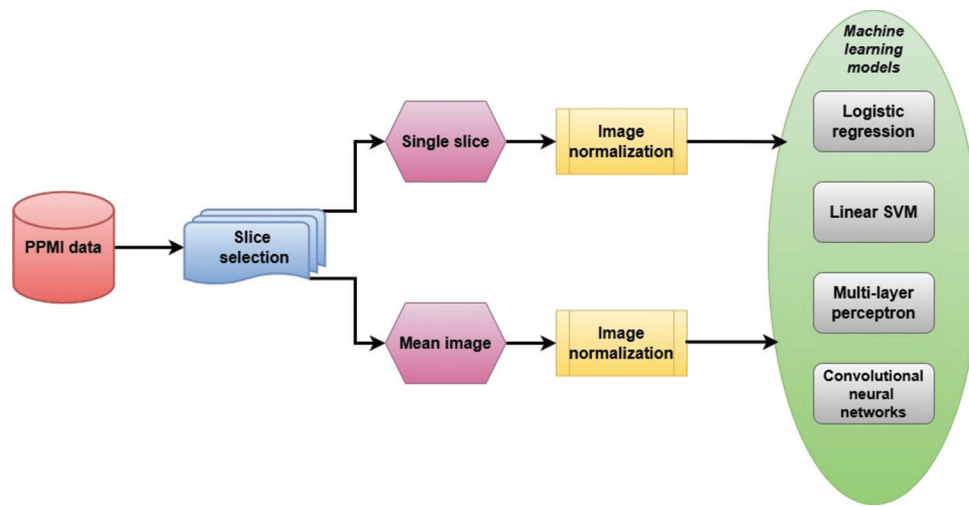 PPMI data
Slice
selection
Single slice
Image
normalization
Mean image
Image
normalization
Machine
learning
models
Logistic
regression
Linear SVM
Multi-layer
perceptron
Convolutional
neural
networks